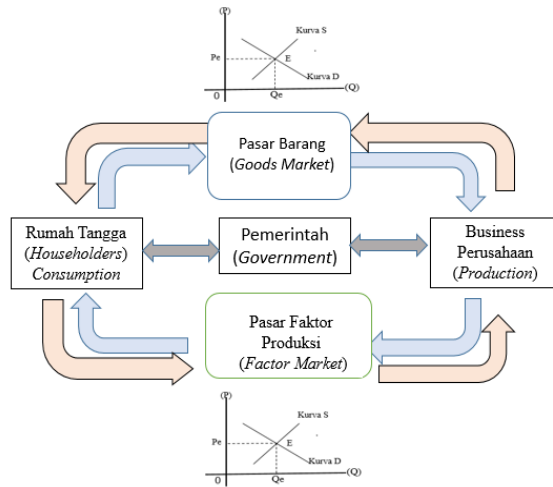 (P)
Kurva S
Pe
E
Kurva D
0
Qe
(Q)
Pasar Barang
(Goods Market)
Rumah Tangga
(Householders)
Consumption
Pemerintah
(Government)
Business
Perusahaan
(Production)
Pasar Faktor
Produksi
(Factor Market)
(P)
Kurva S
Pe
E
Kurva D
0
Qe
(Q)